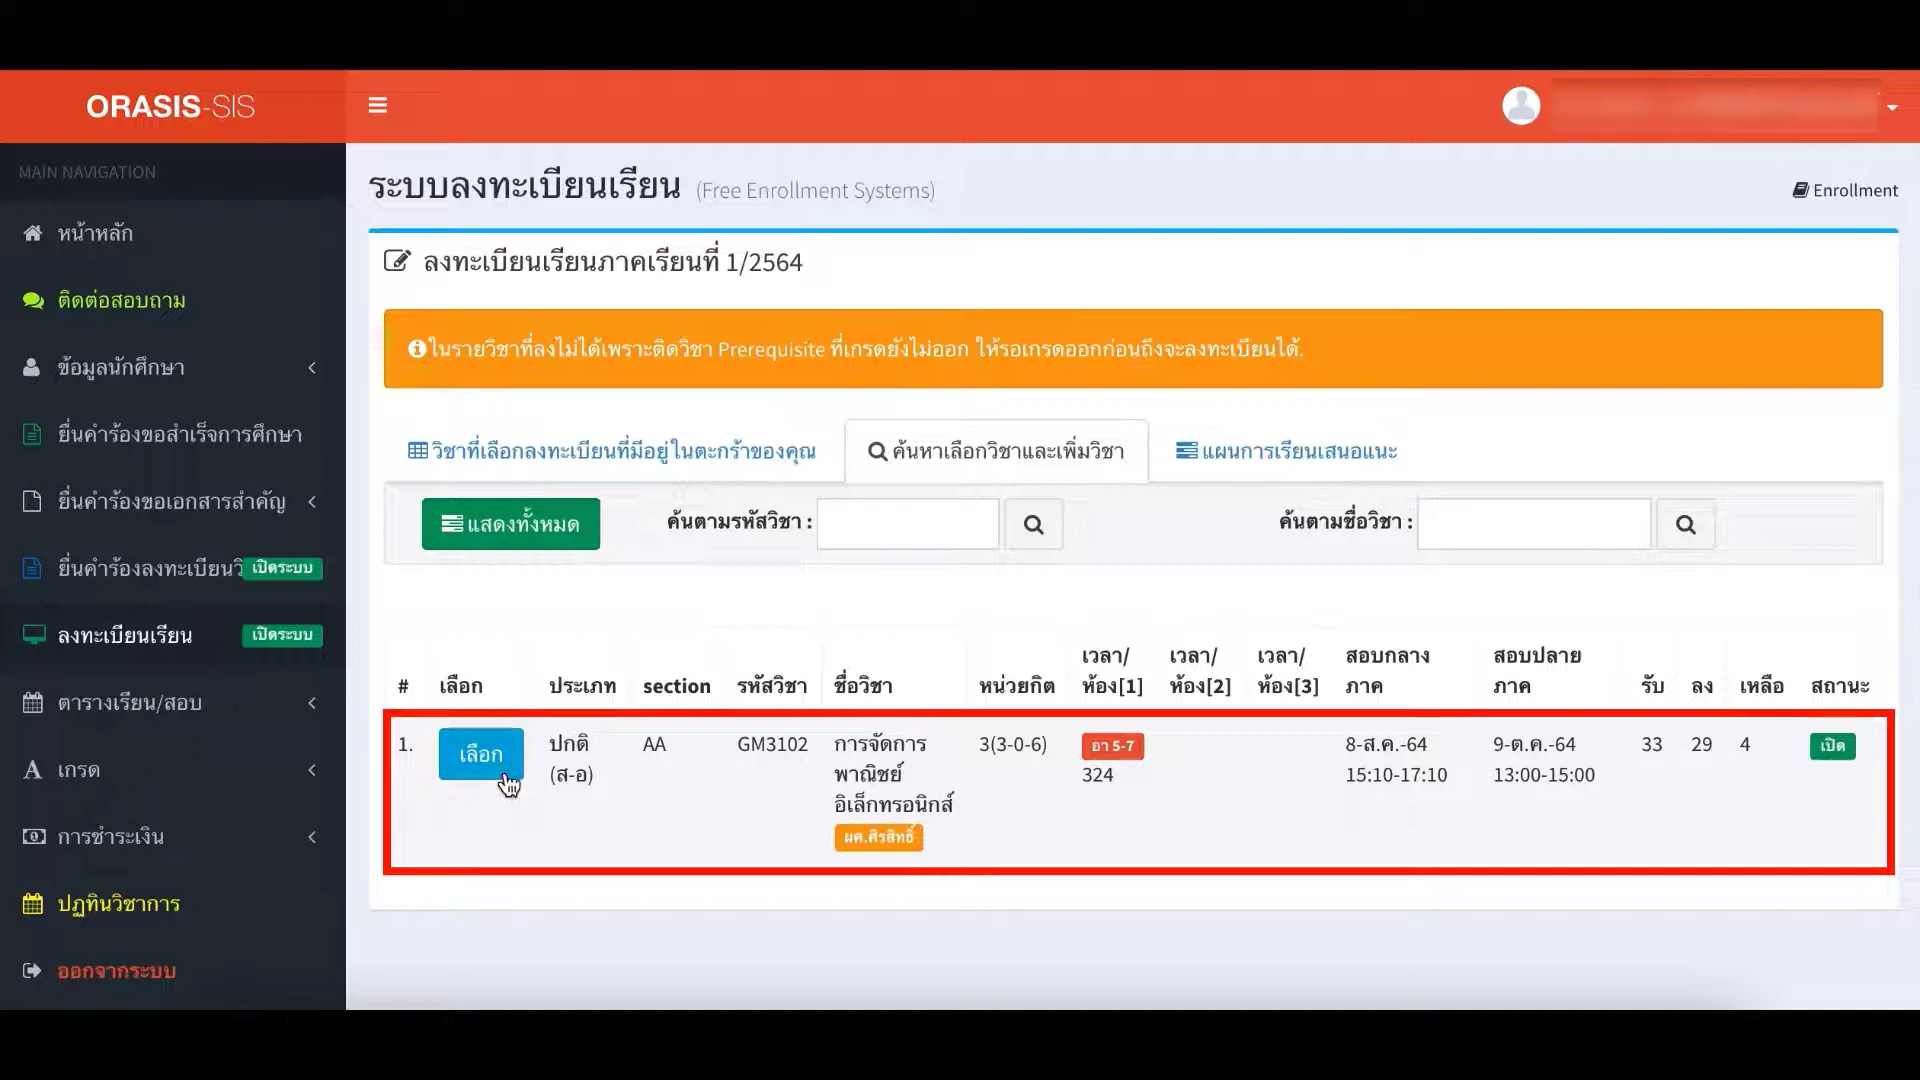 ORASIS-SIS
MAIN NAVIGATION
หน้าหลัก
ติดต่อสอบถาม
ข้อมูลนักศึกษา
ยื่นคำร้องขอสำเร็จการศึกษา
ยื่นคำร้องขอเอกสารสำคัญ
ยื่นคำร้องลงทะเบียนวิ เปิดระบบ
ลงทะเบียนเรียน เปิดระบบ
ตารางเรียน/สอบ
เกรด
การชำระเงิน
ปฏทินวิชาการ
ออกจากระบบ
ระบบลงทะเบียนเรียน (Free Enrollment Systems)
Enrollment
ลงทะเบียนเรียนภาคเรียนที่ 1/2564
ในรายวิชาที่ลงไม่ได้เพราะติดวิชา Prerequisite ที่เกรดยังไม่ออก ให้รอเกรดออกก่อนถึงจะลงทะเบียนได้.
วิชาที่เลือกลงทะเบียนที่มีอยู่ในตะกร้าของคุณ ค้นหาเลือกวิชาและเพิ่มวิชา แผนการเรียนเสนอแนะ
แสดงทั้งหมด ค้นตามรหัสวิชา : ค้นตามชื่อวิชา :
# เลือก ประเภท section รหัสวิชา ชื่อวิชา หน่วยกิต เวลา/ห้อง[1] เวลา/ห้อง[2] เวลา/ห้อง[3] สอบกลางภาค สอบปลายภาค รับ ลง เหลือ สถานะ
1. เลือก ปกติ AA GM3102 การจัดการ 3(3-0-6) อา 5-7 8-ส.ค.-64 9-ต.ค.-64 33 29 4 เปิด
(ส-อ) พาณิชย์ 324 15:10-17:10 13:00-15:00
อิเล็กทรอนิกส์
ผศ.ศิรสิทธิ์